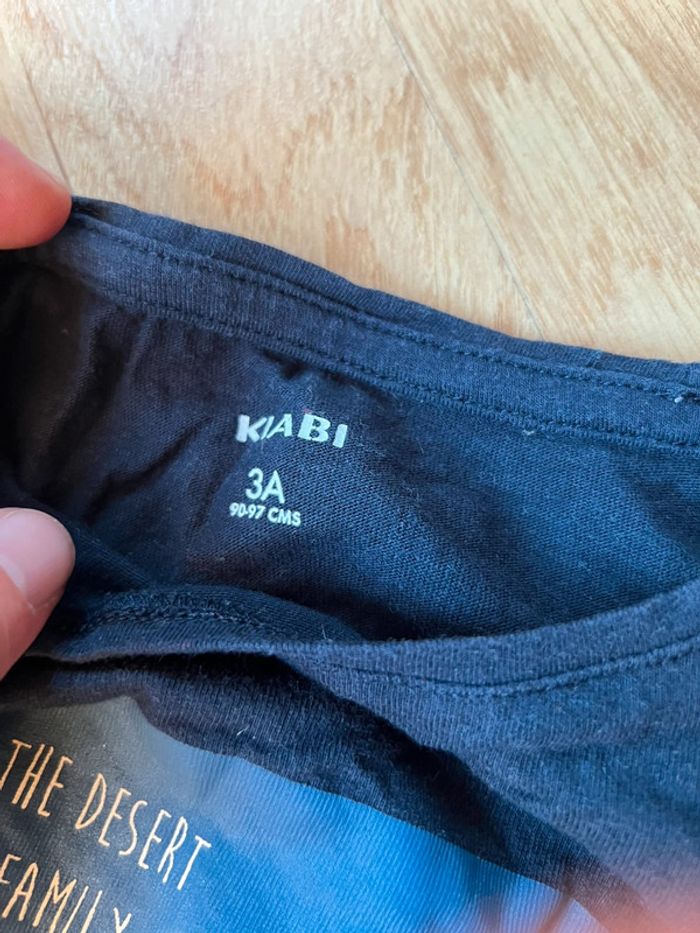 KIABI
3A
90-97 CMS
THE DESERT
FAMILY